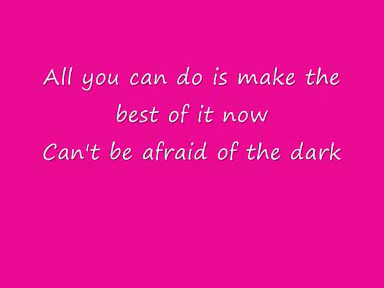 All you can do is make the
best of it now
Can't be afraid of the dark